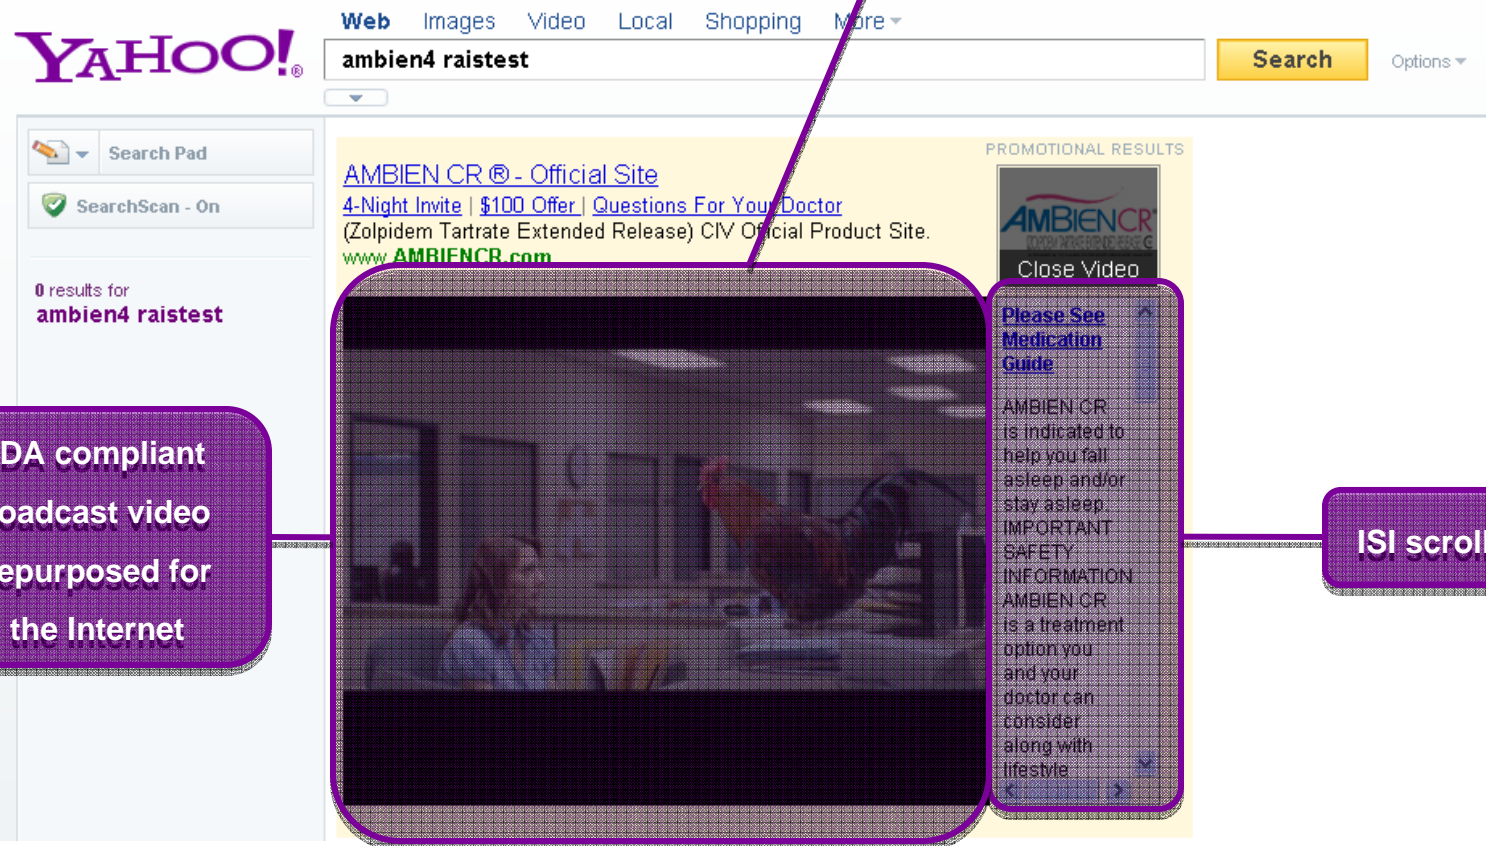 Web Images Video Local Shopping More
YAHOO!®
ambien4 raistest
Search
Options
Search Pad
SearchScan - On
0 results for
ambien4 raistest
PROMOTIONAL RESULTS
AMBIEN CR ® - Official Site
4-Night Invite | $100 Offer | Questions For Your Doctor
(Zolpidem Tartrate Extended Release) CIV Official Product Site.
www.AMBIENCR.com
AMBIENCR®
Close Video
Please See
Medication
Guide
AMBIEN CR
is indicated to
help you fall
asleep and/or
stay asleep.
IMPORTANT
SAFETY
INFORMATION
AMBIEN CR
is a treatment
option you
and your
doctor can
consider
along with
lifestyle
DA compliant
oadcast video
epurposed for
the Internet
ISI scroll